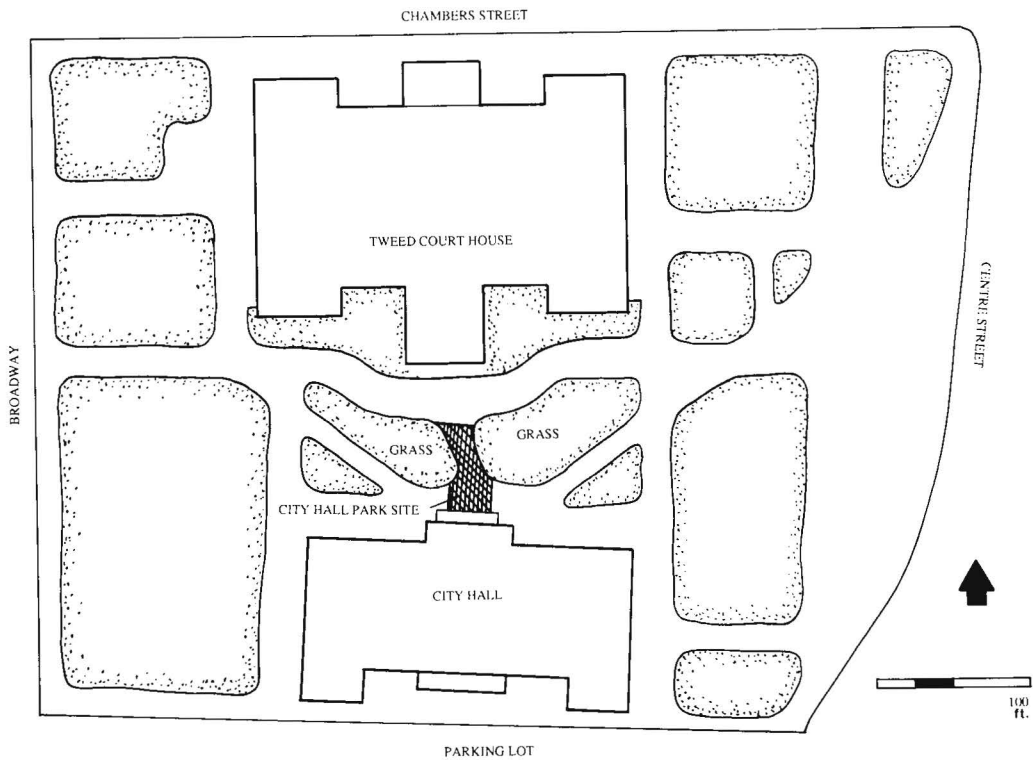 CHAMBERS STREET
TWEED COURT HOUSE
CENTRE STREET
BROADWAY
GRASS
GRASS
CITY HALL PARK SITE
CITY HALL
100
ft.
PARKING LOT